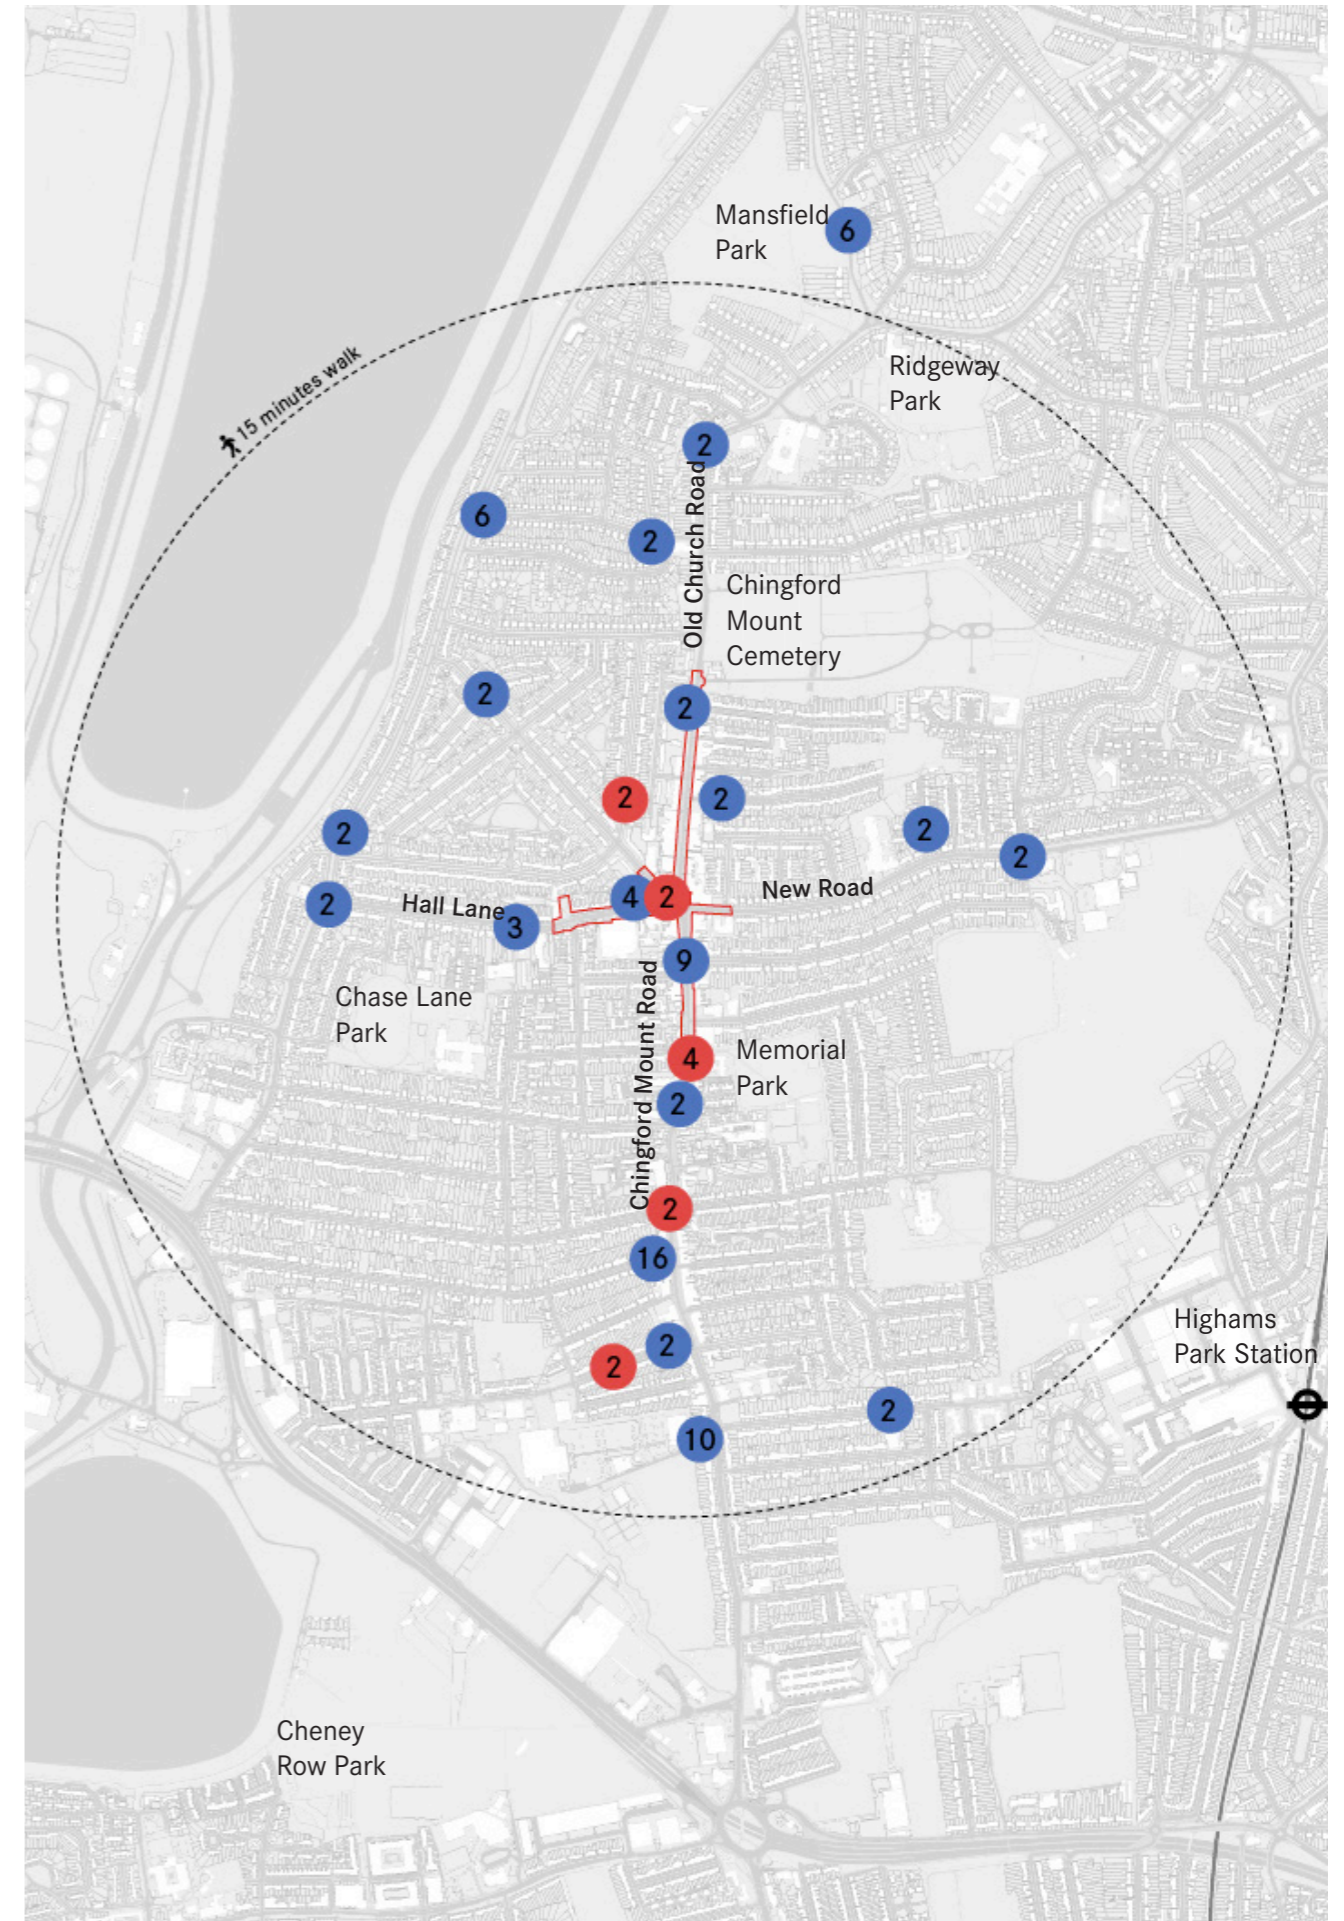 Mansfield
Park
6
Ridgeway
Park
15 minutes walk
2
Old Church Road
6
2
Chingford
Mount
Cemetery
2
2
2
2
2
2
2
2
Hall Lane
3
4
2
New Road
9
Chase Lane
Park
Chingford Mount Road
4
Memorial
Park
2
2
16
Highams
Park Station
2
2
2
10
Cheney
Row Park